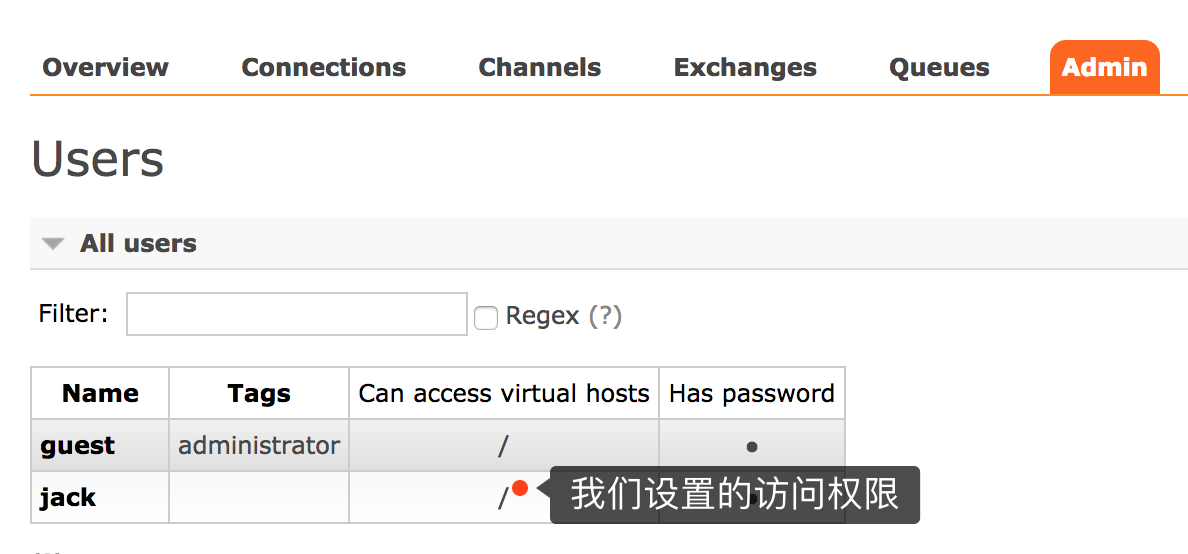 Overview Connections Channels Exchanges Queues Admin
Users
All users
Filter: Regex (?)
Name Tags Can access virtual hosts Has password
guest administrator / •
jack / 我们设置的访问权限